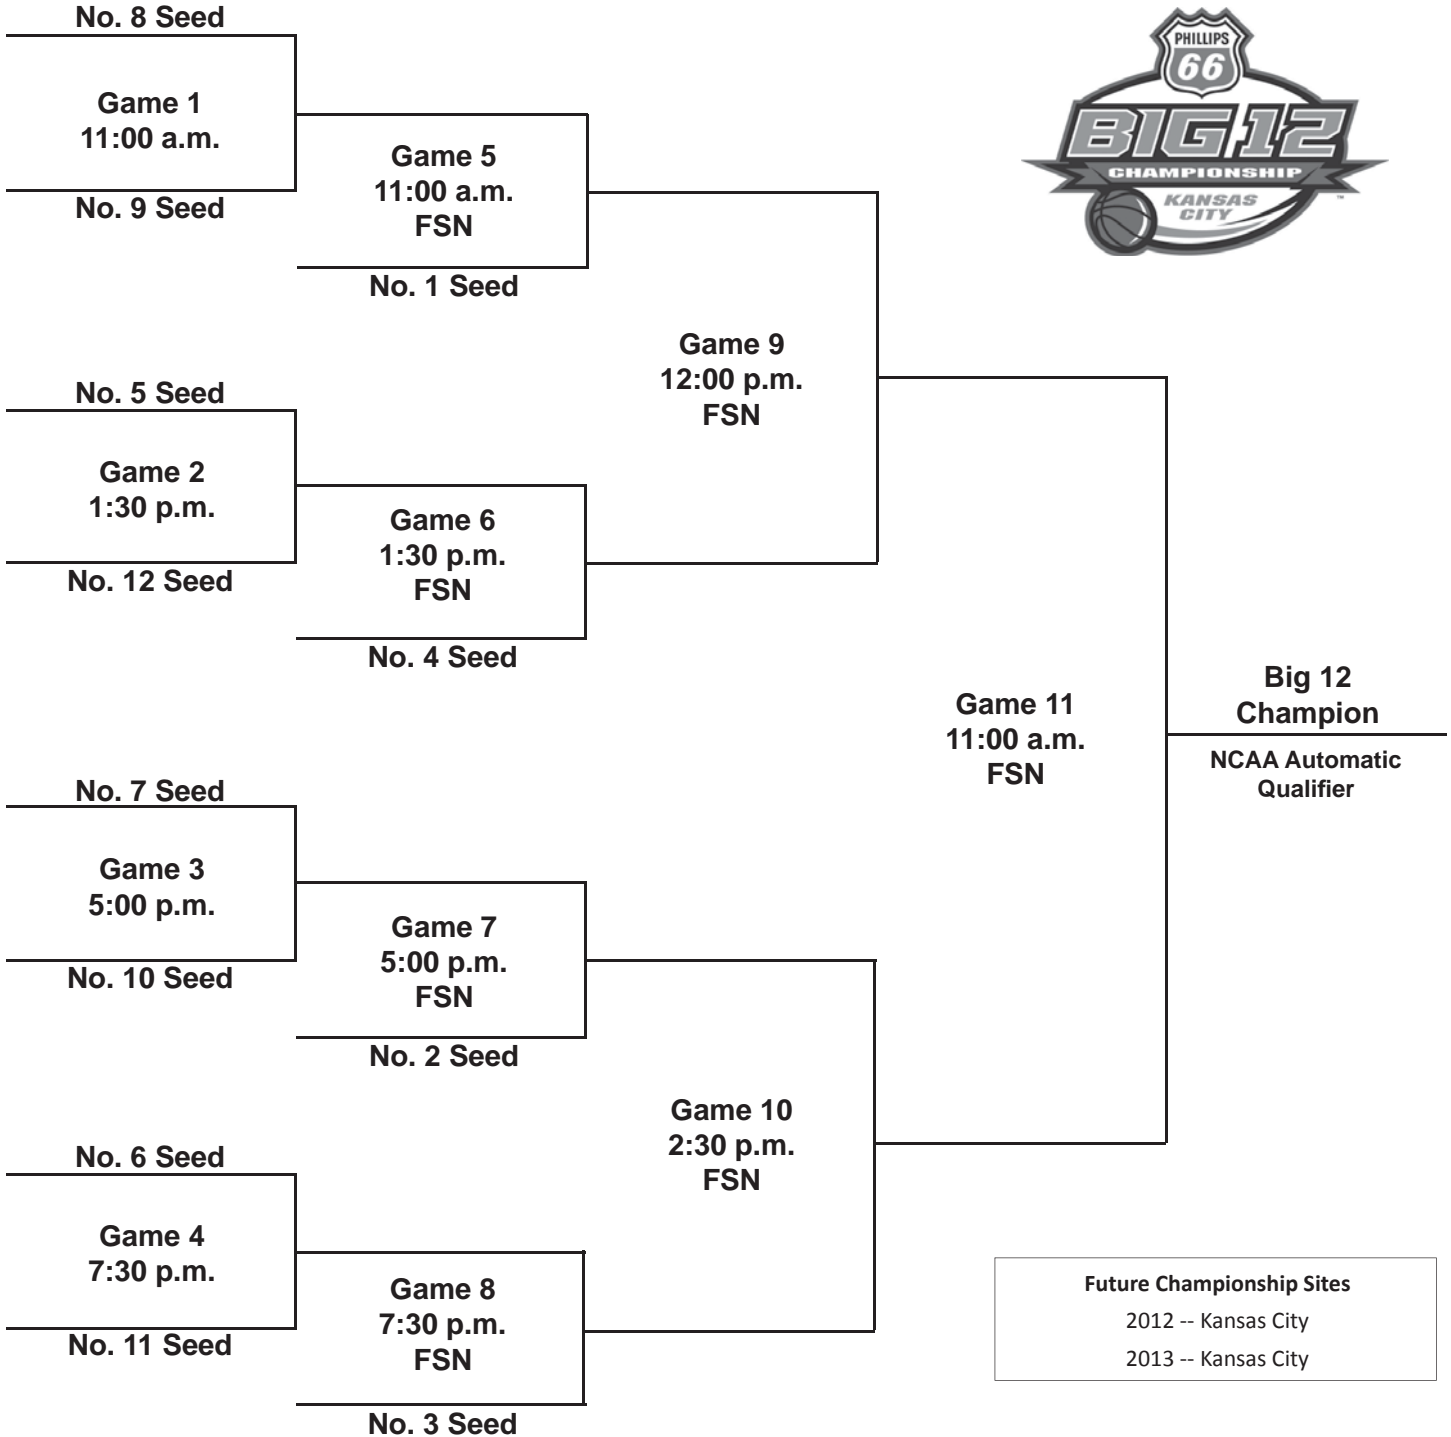 No. 8 Seed
Game 1
11:00 a.m.
No. 9 Seed
Game 5
11:00 a.m.
FSN
No. 1 Seed
No. 5 Seed
Game 2
1:30 p.m.
No. 12 Seed
Game 6
1:30 p.m.
FSN
No. 4 Seed
Game 9
12:00 p.m.
FSN
No. 7 Seed
Game 3
5:00 p.m.
No. 10 Seed
Game 7
5:00 p.m.
FSN
No. 2 Seed
No. 6 Seed
Game 4
7:30 p.m.
No. 11 Seed
Game 8
7:30 p.m.
FSN
No. 3 Seed
Game 10
2:30 p.m.
FSN
Game 11
11:00 a.m.
FSN
Big 12
Champion
NCAA Automatic
Qualifier
PHILLIPS
66
BIG 12
CHAMPIONSHIP
KANSAS
CITY
™
Future Championship Sites
2012 -- Kansas City
2013 -- Kansas City